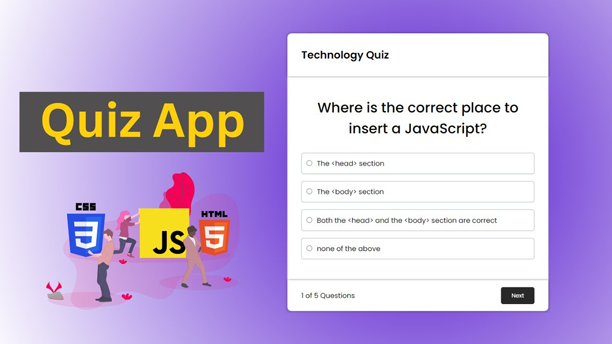 Quiz App
CSS
3
JS
HTML
5
Technology Quiz
Where is the correct place to
insert a JavaScript?
The <head> section
The <body> section
Both the <head> and the <body> section are correct
none of the above
1 of 5 Questions
Next